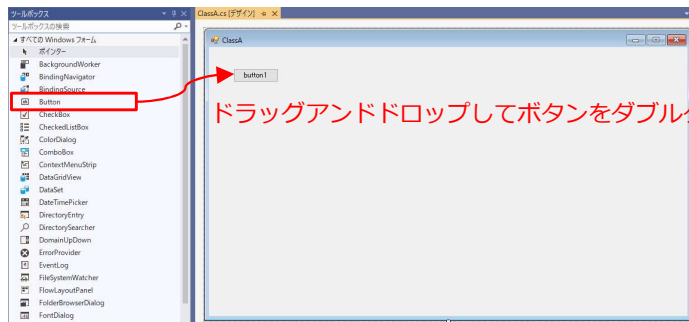 ツールボックス
ClassA.cs [デザイン]
ツールボックスの検索
すべての Windows フォーム
ポインター
BackgroundWorker
BindingNavigator
BindingSource
Button
CheckBox
CheckedListBox
ColorDialog
ComboBox
ContextMenuStrip
DataGridView
DataSet
DateTimePicker
DirectoryEntry
DirectorySearcher
DomainUpDown
ErrorProvider
EventLog
FileSystemWatcher
FlowLayoutPanel
FolderBrowserDialog
FontDialog
ClassA
button1
ドラッグアンドドロップしてボタンをダブル